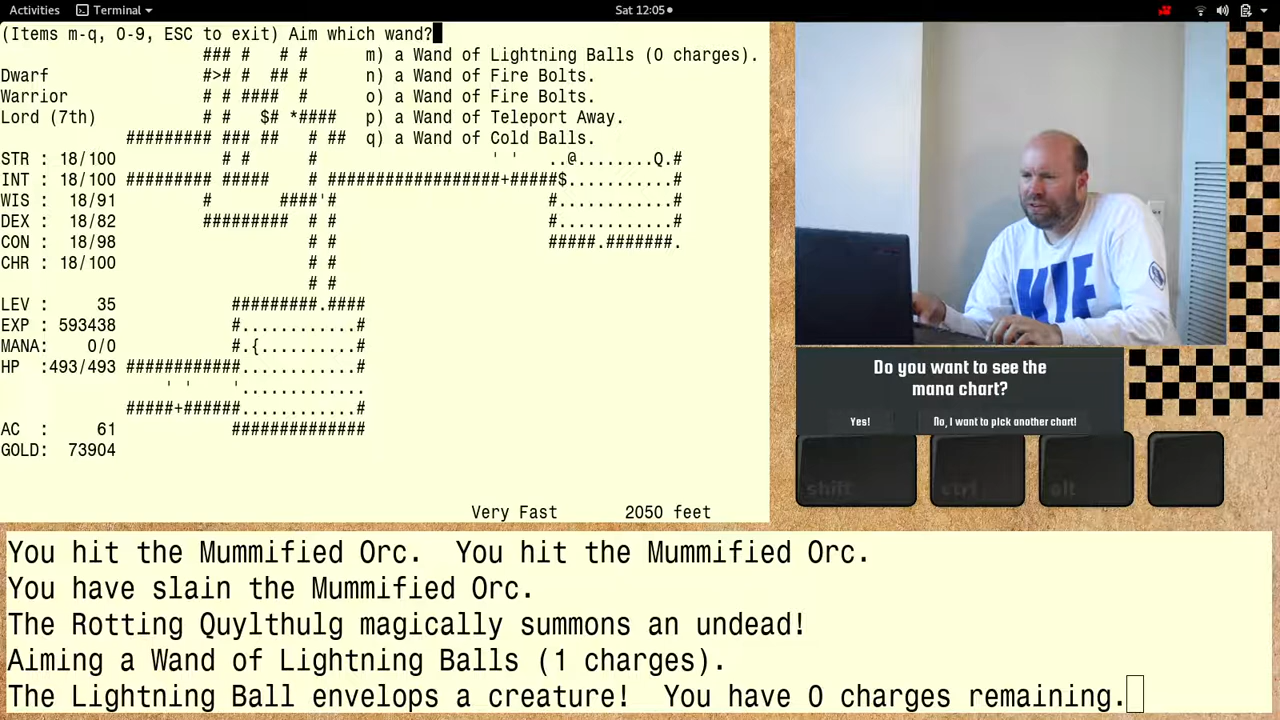 Activities Terminal Sat 12:05
(Items m-q, 0-9, ESC to exit) Aim which wand?
### # # # m) a Wand of Lightning Balls (0 charges).
Dwarf #># # ## # n) a Wand of Fire Bolts.
Warrior # # #### # o) a Wand of Fire Bolts.
Lord (7th) # # $# *#### p) a Wand of Teleport Away.
######### ### ## # ## q) a Wand of Cold Balls.
STR : 18/100 # # # ' ' ..@........Q.#
INT : 18/100 ######### ##### # ##################+#####$...........#
WIS : 18/91 # ####'# #...........#
DEX : 18/82 ######### # # #...........#
CON : 18/98 # # #####.#######.
CHR : 18/100 # #
# #
LEV : 35 #########.####
EXP : 593438 #............#
MANA: 0/0 #.{..........#
HP :493/493 ############............#
' ' '.............
#####+######............#
AC : 61 ##############
GOLD: 73904
Very Fast 2050 feet
Do you want to see the
mana chart?
Yes! No, I want to pick another chart!
shift ctrl alt
You hit the Mummified Orc. You hit the Mummified Orc.
You have slain the Mummified Orc.
The Rotting Quylthulg magically summons an undead!
Aiming a Wand of Lightning Balls (1 charges).
The Lightning Ball envelops a creature! You have 0 charges remaining.